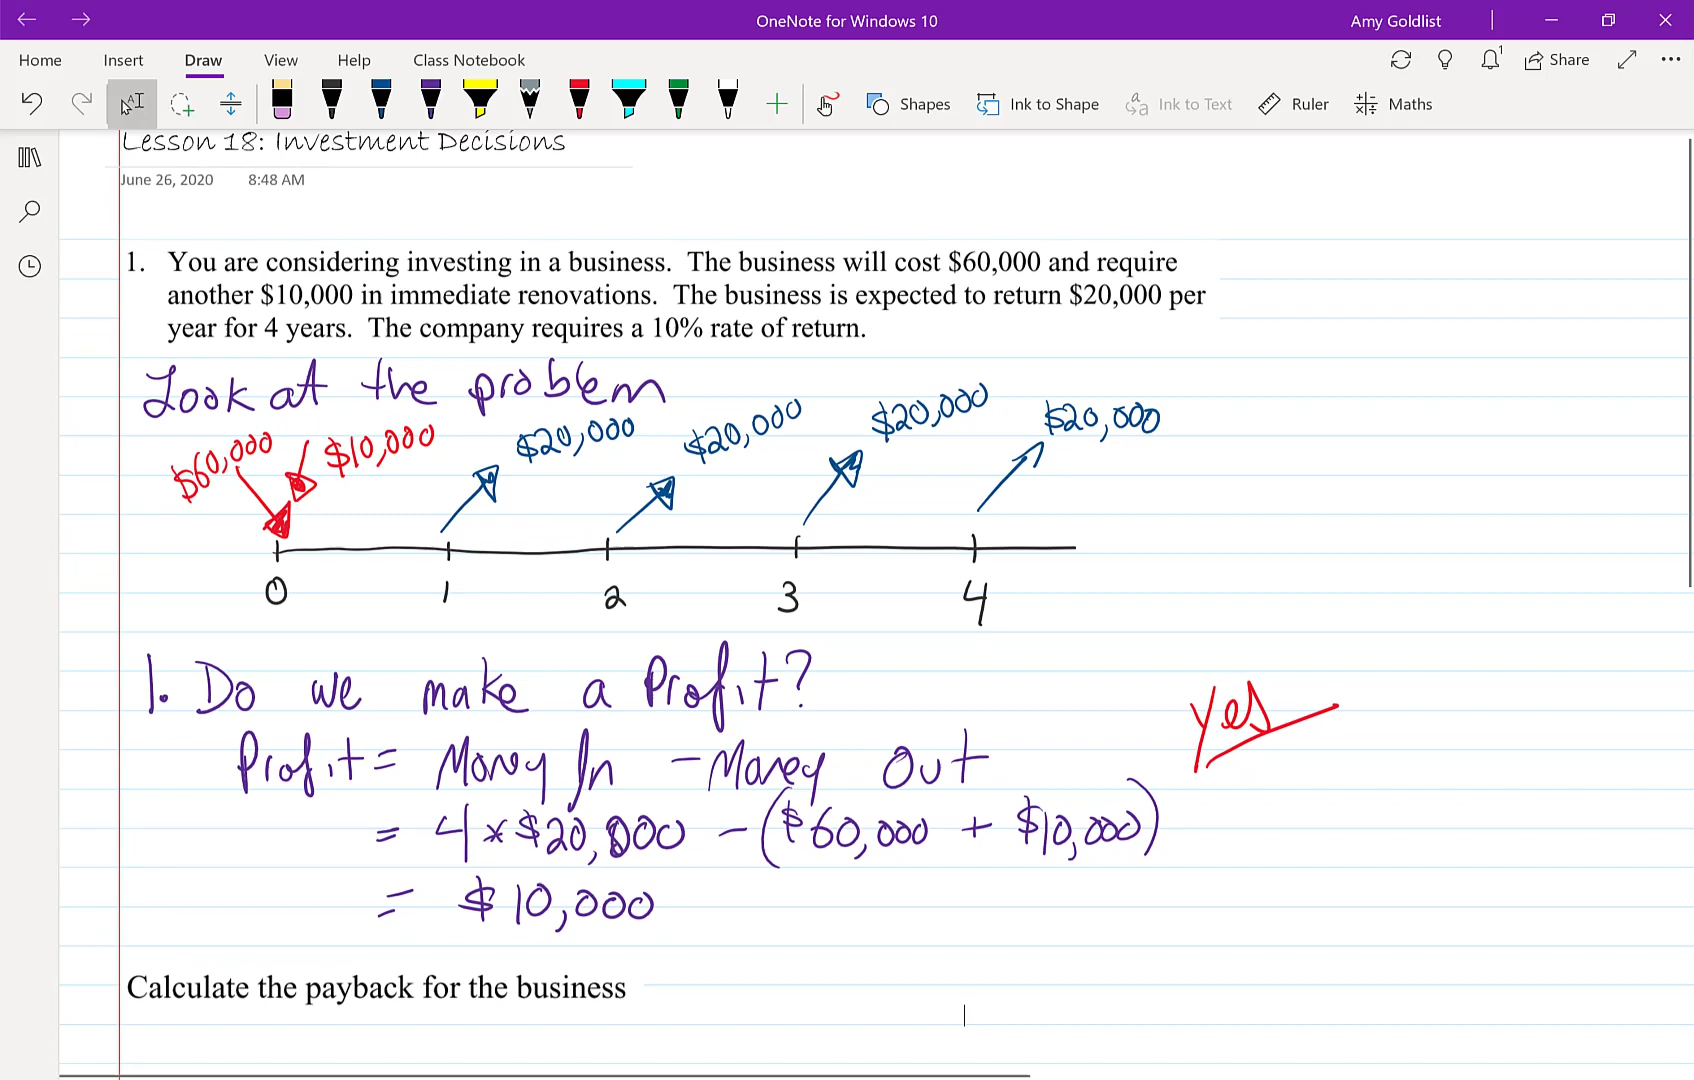 OneNote for Windows 10
Amy Goldlist
Home Insert Draw View Help Class Notebook
1 Share
Shapes Ink to Shape Ink to Text Ruler Maths
Lesson 18: Investment Decisions
June 26, 2020 8:48 AM
1. You are considering investing in a business. The business will cost $60,000 and require
another $10,000 in immediate renovations. The business is expected to return $20,000 per
year for 4 years. The company requires a 10% rate of return.
Look at the problem
$60,000 $10,000 $20,000 $20,000 $20,000 $20,000
0 1 2 3 4
1. Do we make a Profit?
Yes
Profit = Money In - Money Out
= 4 * $20,000 - ($60,000 + $10,000)
= $10,000
Calculate the payback for the business